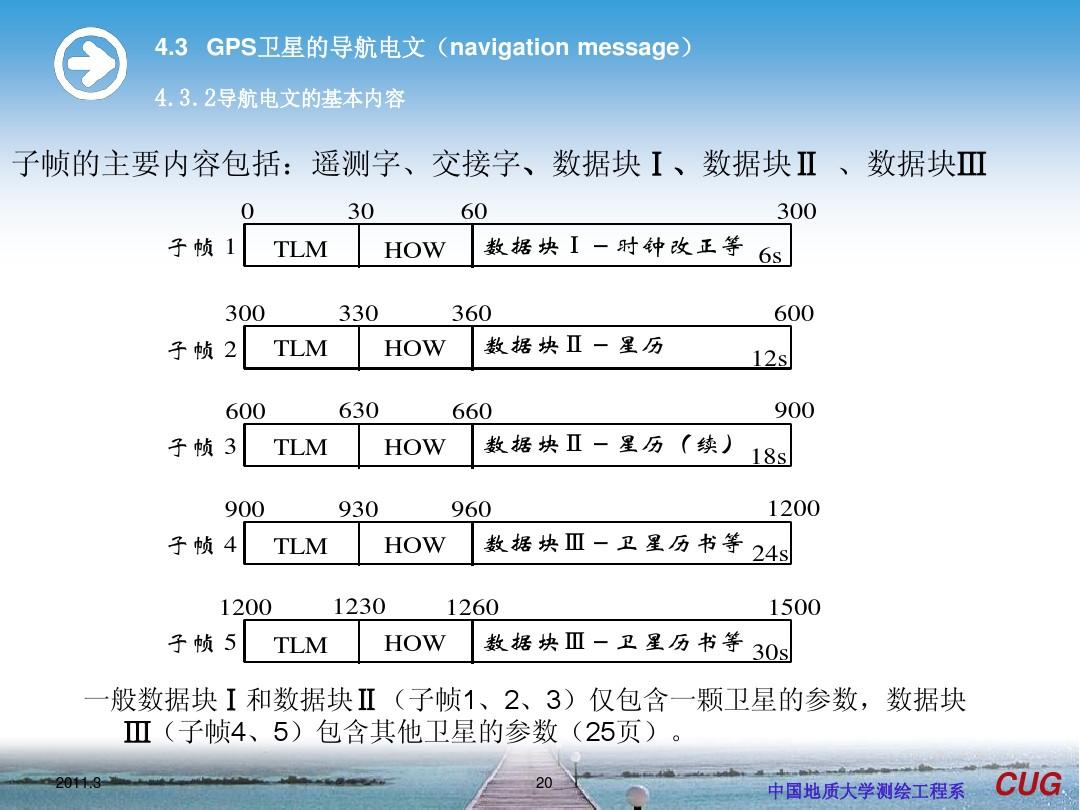 4.3 GPS卫星的导航电文（navigation message）
4.3.2导航电文的基本内容
子帧的主要内容包括：遥测字、交接字、数据块Ⅰ、数据块Ⅱ 、数据块Ⅲ
0 30 60 300
子帧 1 TLM HOW 数据块Ⅰ－时钟改正等 6s
300 330 360 600
子帧 2 TLM HOW 数据块Ⅱ－星历 12s
600 630 660 900
子帧 3 TLM HOW 数据块Ⅱ－星历（续） 18s
900 930 960 1200
子帧 4 TLM HOW 数据块Ⅲ－卫星历书等 24s
1200 1230 1260 1500
子帧 5 TLM HOW 数据块Ⅲ－卫星历书等 30s
一般数据块Ⅰ和数据块Ⅱ（子帧1、2、3）仅包含一颗卫星的参数，数据块
Ⅲ（子帧4、5）包含其他卫星的参数（25页）。
2011.3 20 中国地质大学测绘工程系 CUG